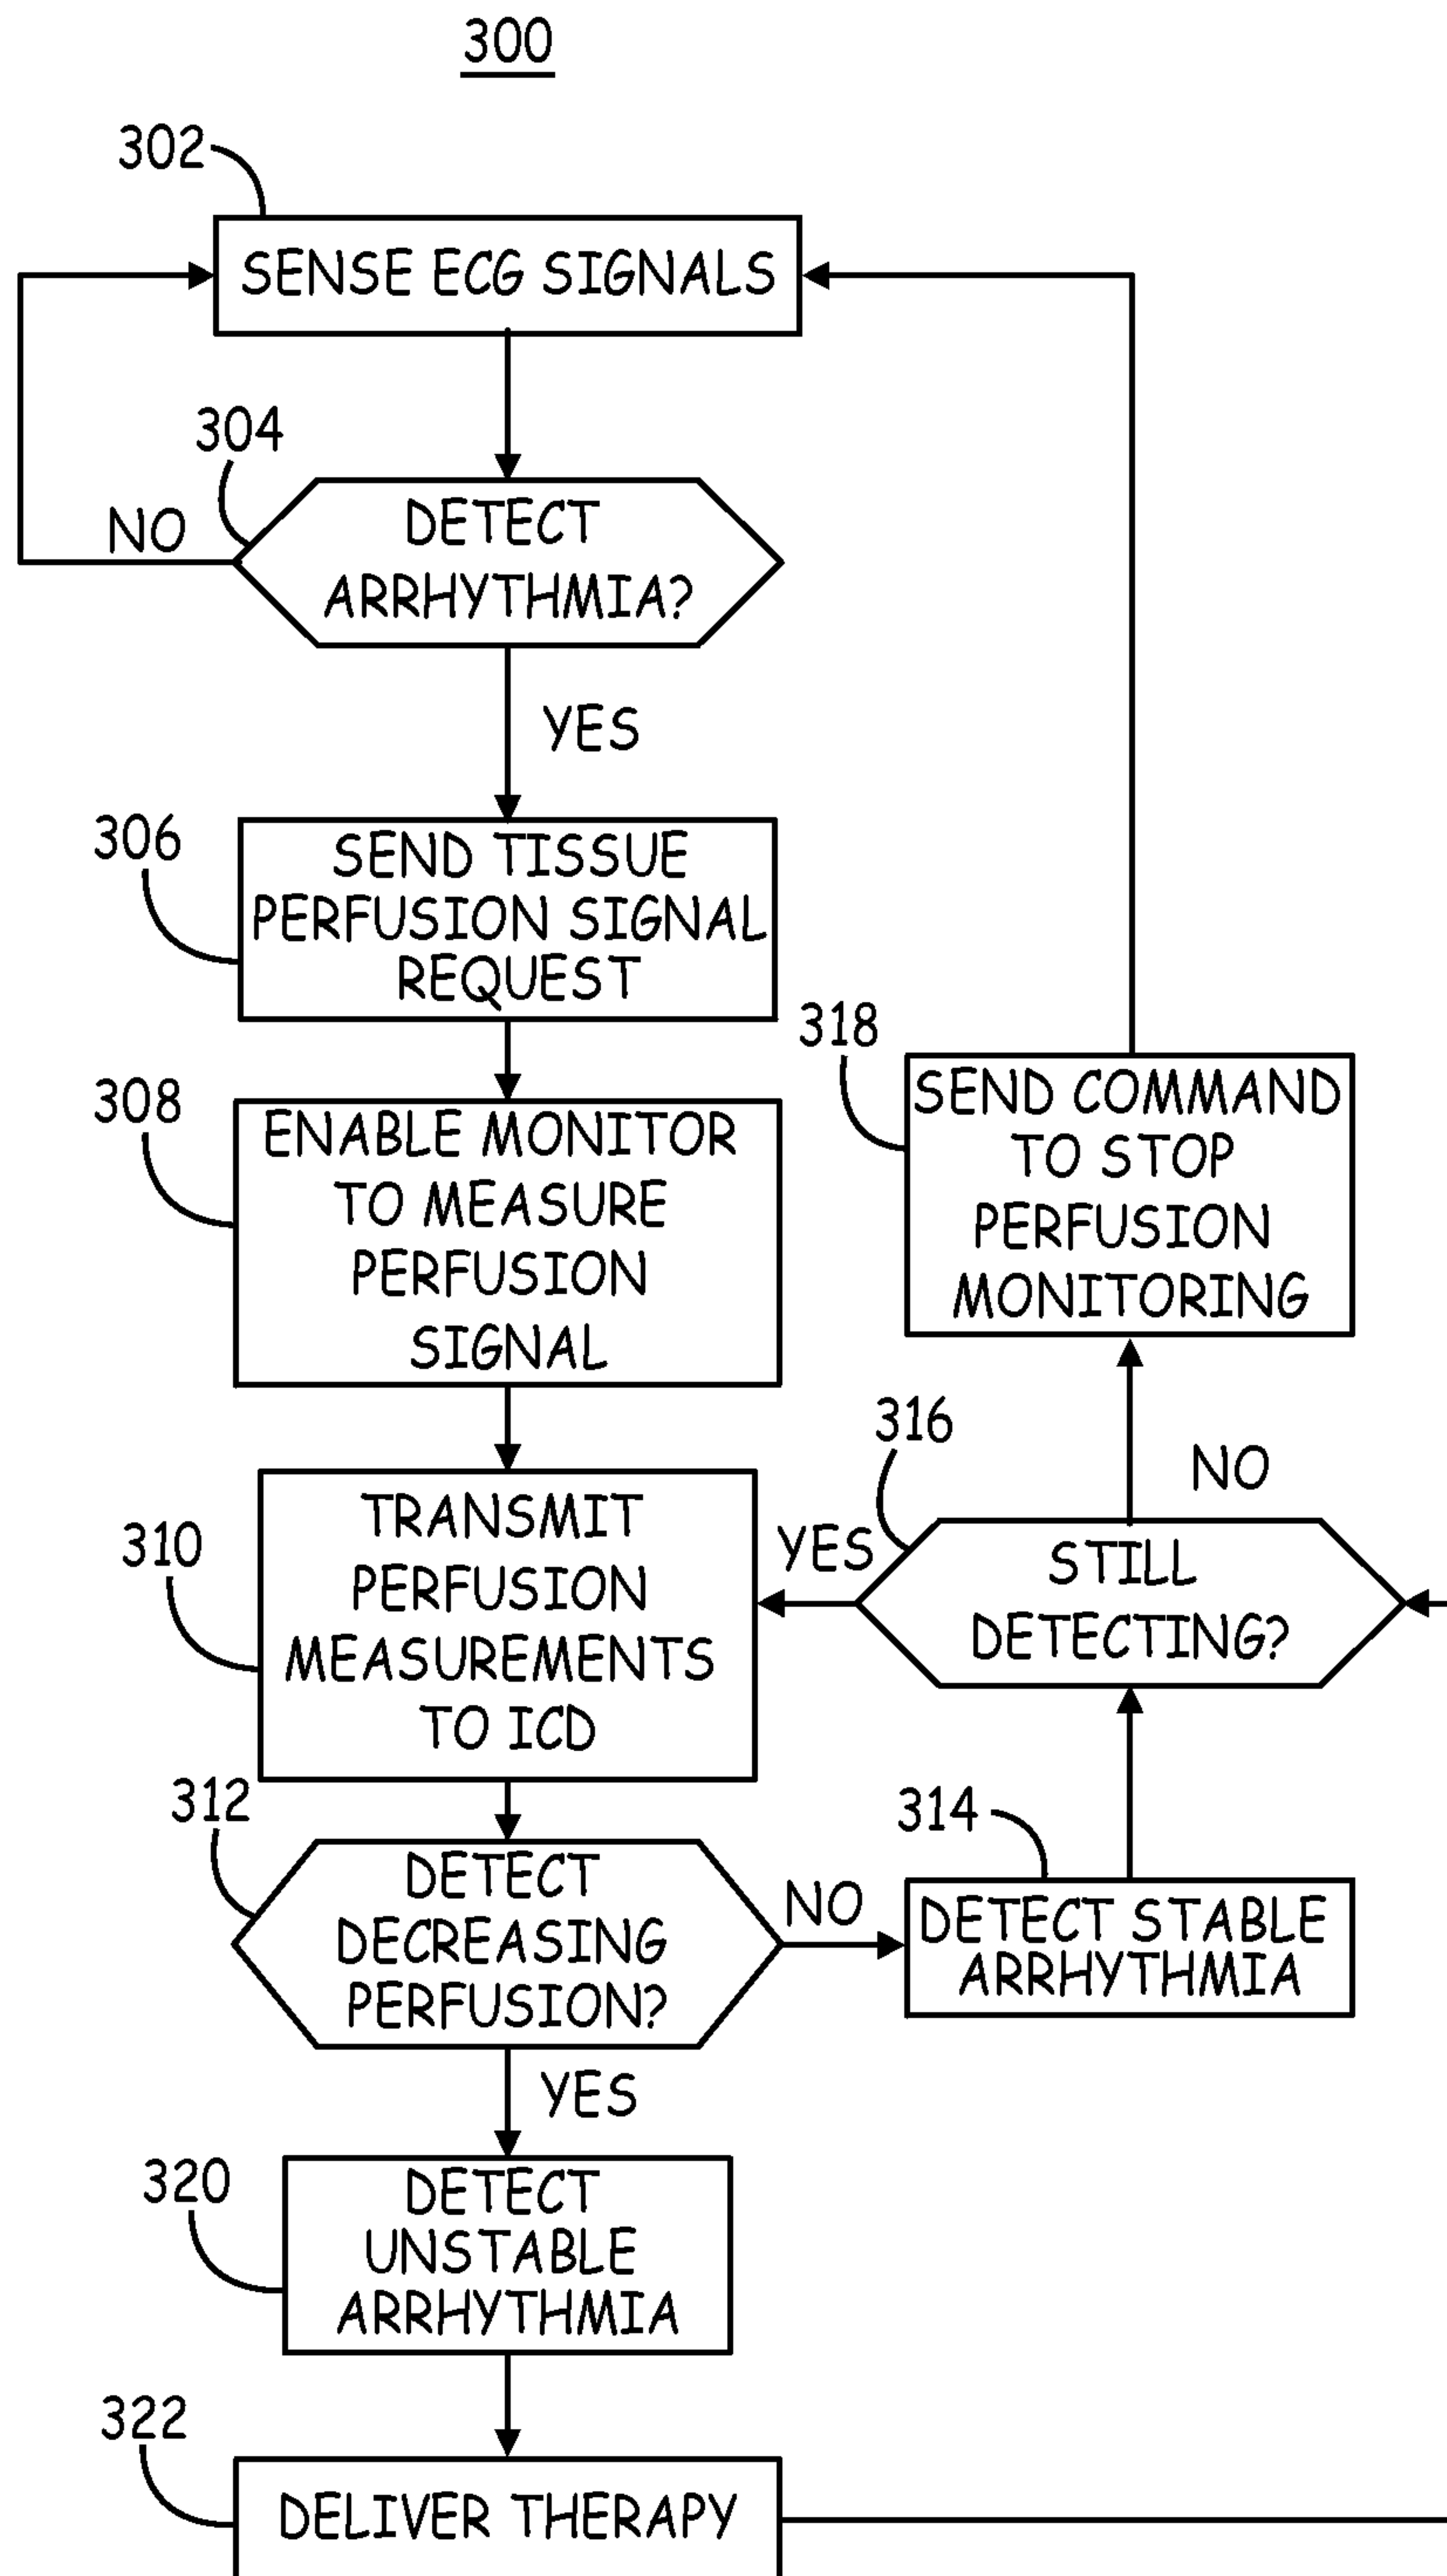 300
302
SENSE ECG SIGNALS
304
NO
DETECT
ARRHYTHMIA?
YES
306
SEND TISSUE
PERFUSION SIGNAL
REQUEST
308
ENABLE MONITOR
TO MEASURE
PERFUSION
SIGNAL
310
TRANSMIT
PERFUSION
MEASUREMENTS
TO ICD
312
DETECT
DECREASING
PERFUSION?
NO
314
DETECT STABLE
ARRHYTHMIA
316
STILL
DETECTING?
YES
NO
318
SEND COMMAND
TO STOP
PERFUSION
MONITORING
YES
320
DETECT
UNSTABLE
ARRHYTHMIA
322
DELIVER THERAPY